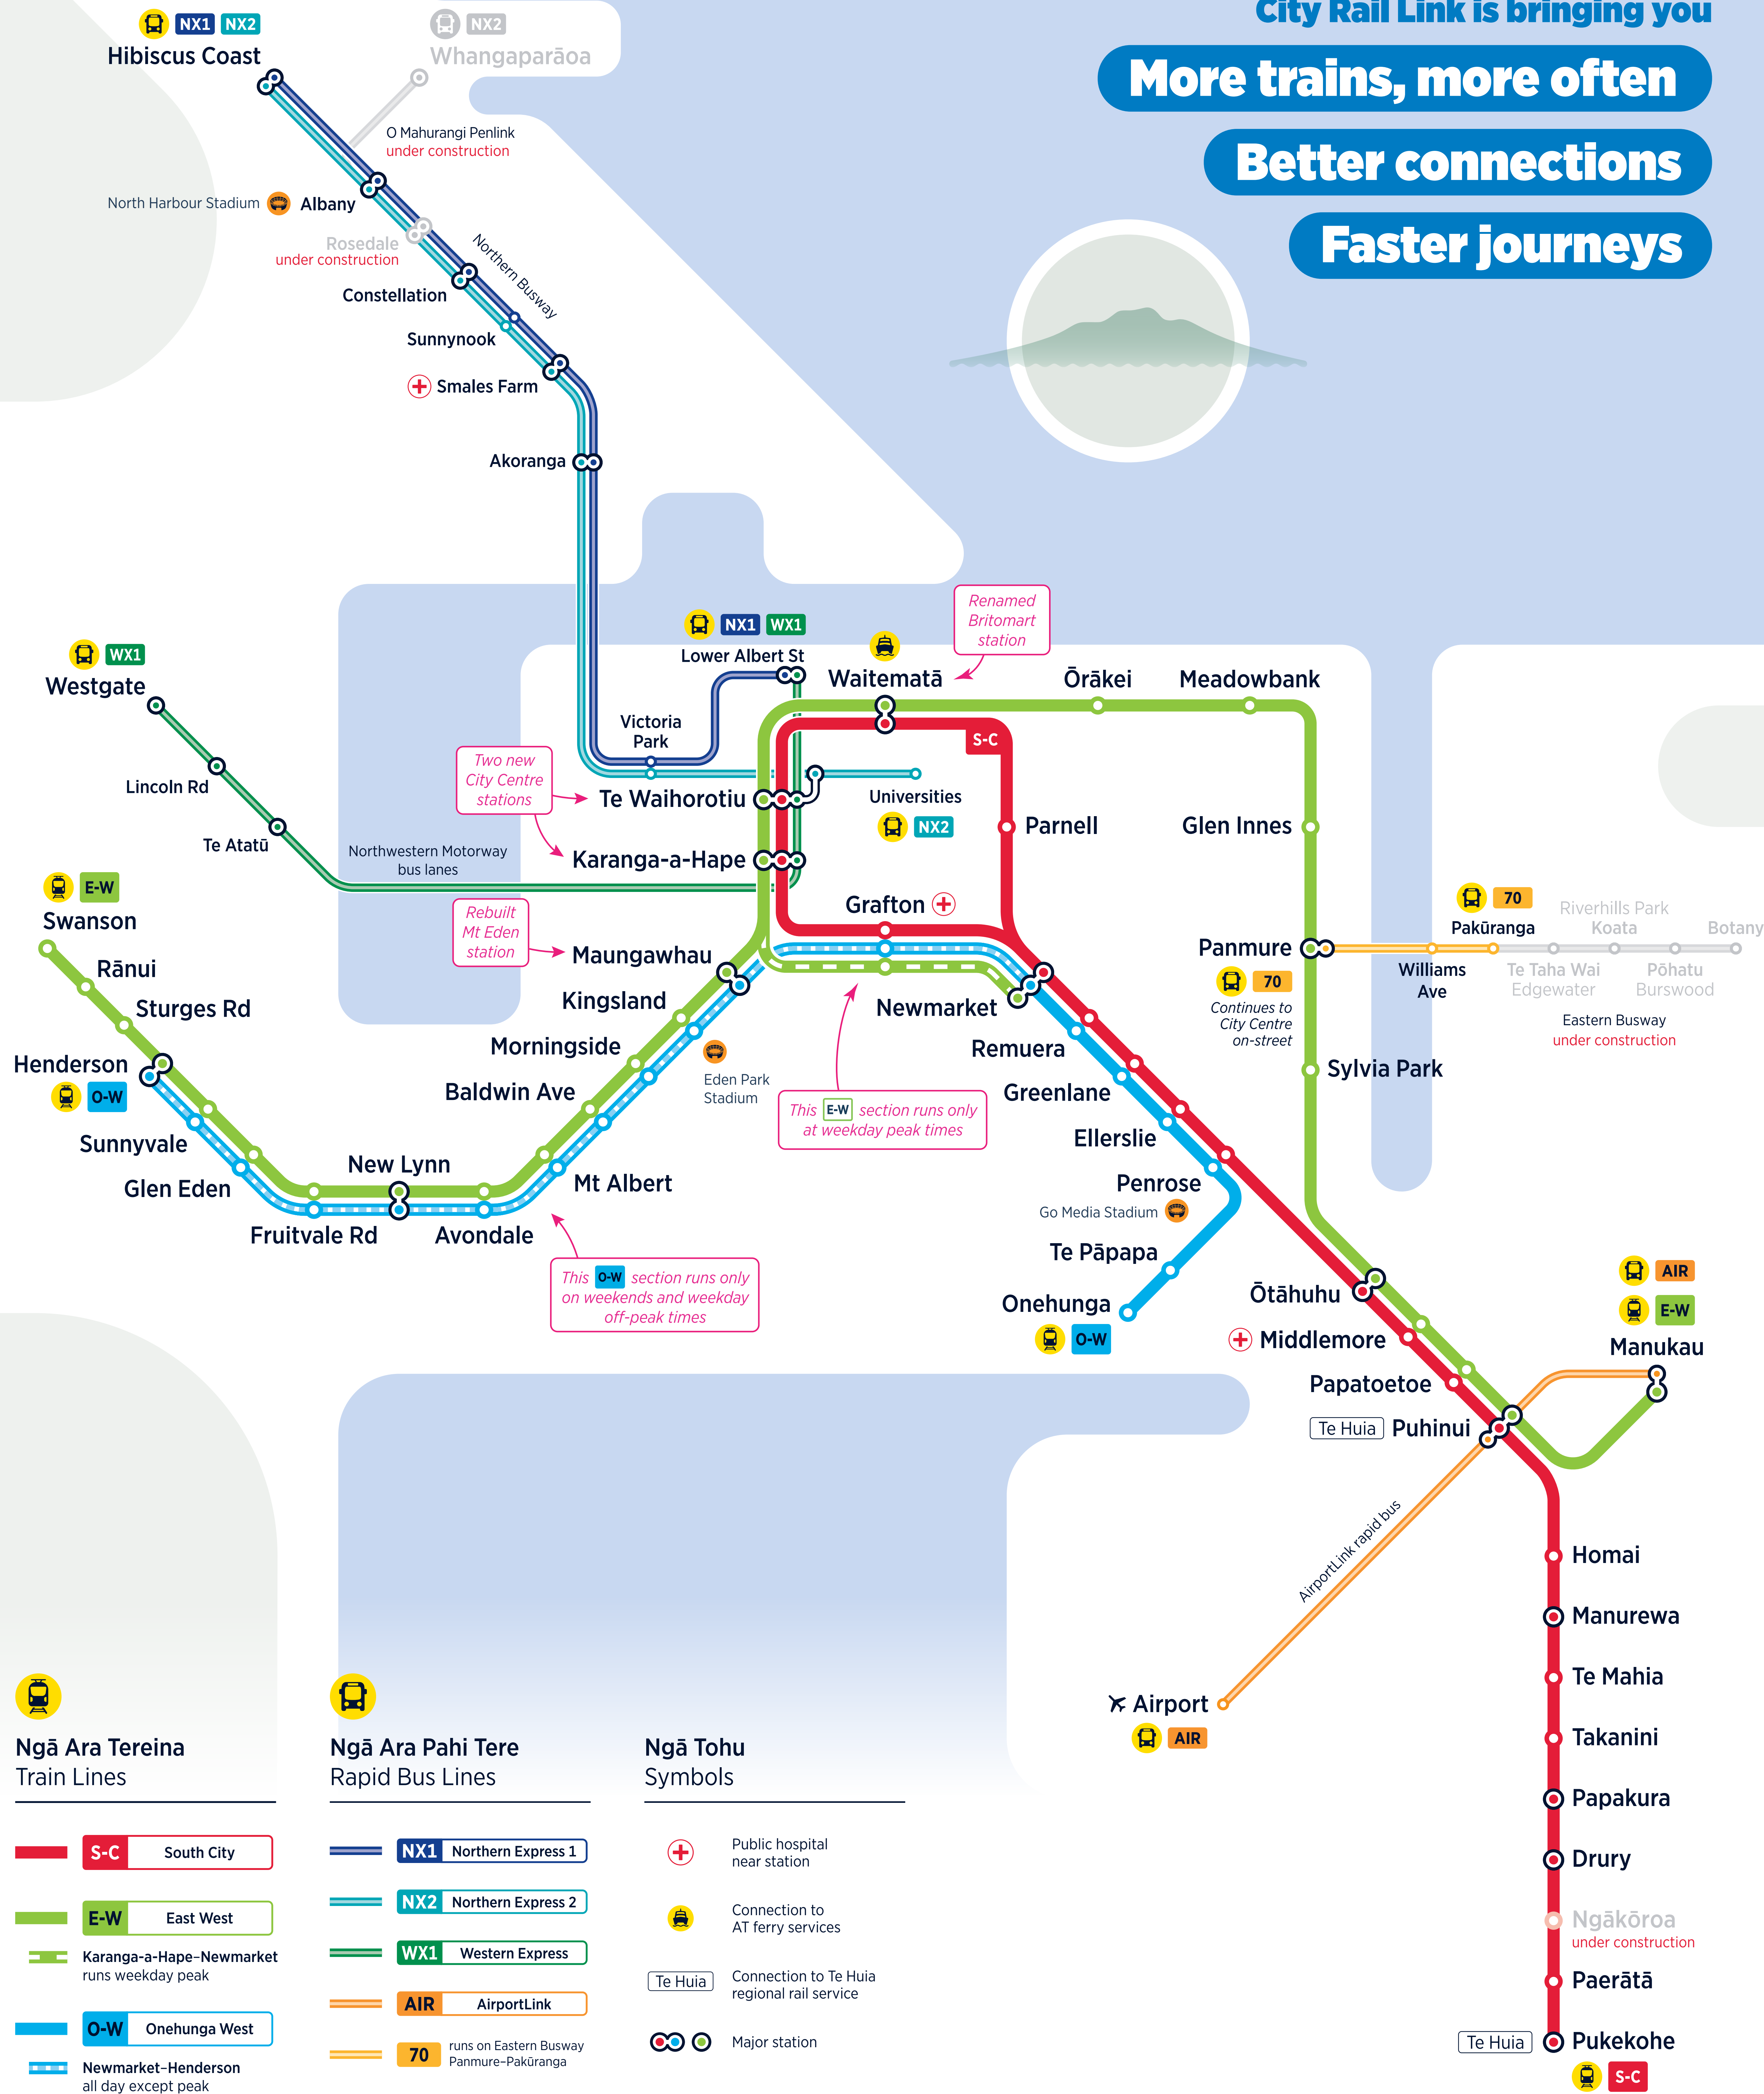 City Rail Link is bringing you
More trains, more often
Better connections
Faster journeys
NX1 NX2
Hibiscus Coast
NX2
Whangaparāoa
O Mahurangi Penlink
under construction
North Harbour Stadium
Albany
Rosedale
under construction
Northern Busway
Constellation
Sunnynook
Smales Farm
Akoranga
NX1 WX1
Lower Albert St
Renamed
Britomart
station
WX1
Westgate
Waitematā
Ōrākei
Meadowbank
Victoria
Park
S-C
Two new
City Centre
stations
Lincoln Rd
Te Waihorotiu
Universities
NX2
Parnell
Glen Innes
Te Atatū
Northwestern Motorway
bus lanes
Karanga-a-Hape
E-W
Swanson
Rebuilt
Mt Eden
station
Grafton
70
Pakūranga
Riverhills Park
Koata
Botany
Maungawhau
Panmure
70
Continues to
City Centre
on-street
Williams
Ave
Te Taha Wai
Edgewater
Pōhatu
Burswood
Eastern Busway
under construction
Rānui
Sturges Rd
Kingsland
Newmarket
Henderson
O-W
Morningside
Remuera
Baldwin Ave
Eden Park
Stadium
Greenlane
Sylvia Park
This E-W section runs only
at weekday peak times
Sunnyvale
Ellerslie
New Lynn
Glen Eden
Mt Albert
Penrose
Go Media Stadium
Fruitvale Rd
Avondale
Te Pāpapa
This O-W section runs only
on weekends and weekday
off-peak times
Onehunga
O-W
Ōtāhuhu
AIR
E-W
Manukau
Middlemore
Papatoetoe
Te Huia
Puhinui
AirportLink rapid bus
Homai
Manurewa
Te Mahia
Airport
AIR
Takanini
Papakura
Drury
Ngākōroa
under construction
Paerātā
Te Huia
Pukekohe
S-C
Ngā Ara Tereina
Train Lines
S-C South City
E-W East West
Karanga-a-Hape–Newmarket
runs weekday peak
O-W Onehunga West
Newmarket–Henderson
all day except peak
Ngā Ara Pahi Tere
Rapid Bus Lines
NX1 Northern Express 1
NX2 Northern Express 2
WX1 Western Express
AIR AirportLink
70 runs on Eastern Busway
Panmure–Pakūranga
Ngā Tohu
Symbols
Public hospital
near station
Connection to
AT ferry services
Te Huia
Connection to Te Huia
regional rail service
Major station